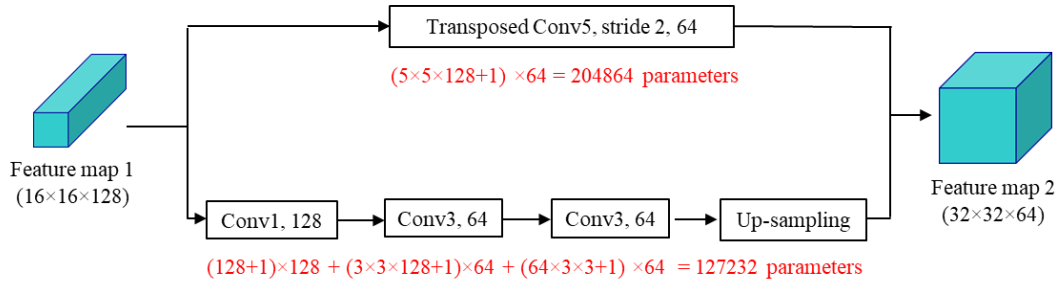 Transposed Conv5, stride 2, 64
(5×5×128+1) ×64 = 204864 parameters
Feature map 1
(16×16×128)
Feature map 2
(32×32×64)
Conv1, 128
Conv3, 64
Conv3, 64
Up-sampling
(128+1)×128 + (3×3×128+1)×64 + (64×3×3+1) ×64 = 127232 parameters